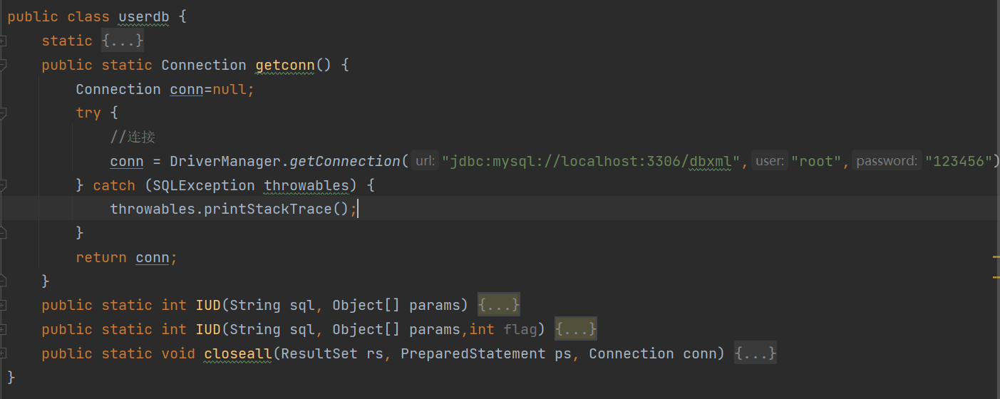 public class userdb {
static {...}
public static Connection getconn() {
Connection conn=null;
try {
//连接
conn = DriverManager.getConnection( url: "jdbc:mysql://localhost:3306/dbxml", user: "root", password: "123456")
} catch (SQLException throwables) {
throwables.printStackTrace();
}
return conn;
}
public static int IUD(String sql, Object[] params) {...}
public static int IUD(String sql, Object[] params,int flag) {...}
public static void closeall(ResultSet rs, PreparedStatement ps, Connection conn) {...}
}